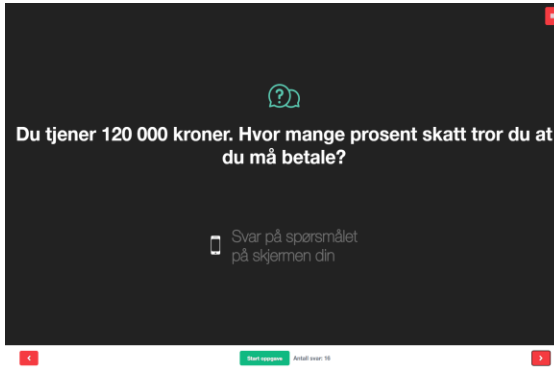 Du tjener 120 000 kroner. Hvor mange prosent skatt tror du at
du må betale?
Svar på spørsmålet
på skjermen din
Start oppgave Antall svar: 16